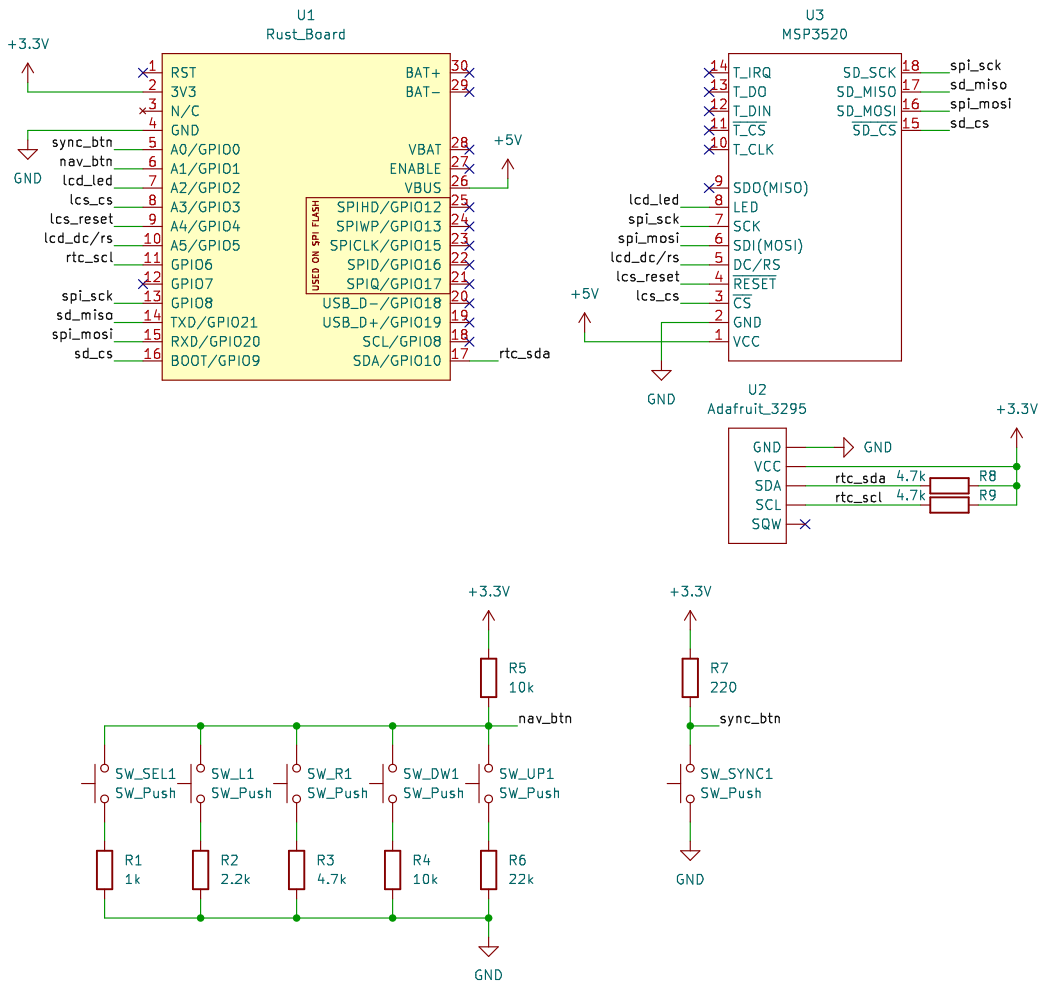 U1
Rust_Board
+3.3V
GND
1 RST
2 3V3
3 N/C
4 GND
sync_btn 5 A0/GPIO0
nav_btn 6 A1/GPIO1
lcd_led 7 A2/GPIO2
lcs_cs 8 A3/GPIO3
lcs_reset 9 A4/GPIO4
lcd_dc/rs 10 A5/GPIO5
rtc_scl 11 GPIO6
12 GPIO7
spi_sck 13 GPIO8
sd_miso 14 TXD/GPIO21
spi_mosi 15 RXD/GPIO20
sd_cs 16 BOOT/GPIO9
BAT+ 30
BAT- 29
VBAT 28
ENABLE 27
VBUS 26
+5V
USED ON SPI FLASH
SPIHD/GPIO12 25
SPIWP/GPIO13 24
SPICLK/GPIO15 23
SPID/GPIO16 22
SPIQ/GPIO17 21
USB_D-/GPIO18 20
USB_D+/GPIO19 19
SCL/GPIO8 18
SDA/GPIO10 17 rtc_sda
U3
MSP3520
14 T_IRQ
13 T_DO
12 T_DIN
11 T_CS
10 T_CLK
9 SDO(MISO)
lcd_led 8 LED
spi_sck 7 SCK
spi_mosi 6 SDI(MOSI)
lcd_dc/rs 5 DC/RS
lcs_reset 4 RESET
lcs_cs 3 CS
2 GND
1 VCC
+5V
GND
SD_SCK 18 spi_sck
SD_MISO 17 sd_miso
SD_MOSI 16 spi_mosi
SD_CS 15 sd_cs
U2
Adafruit_3295
+3.3V
GND GND
VCC
SDA rtc_sda 4.7k R8
SCL rtc_scl 4.7k R9
SQW
+3.3V
R5
10k
nav_btn
SW_SEL1
SW_Push
SW_L1
SW_Push
SW_R1
SW_Push
SW_DW1
SW_Push
SW_UP1
SW_Push
R1
1k
R2
2.2k
R3
4.7k
R4
10k
R6
22k
GND
+3.3V
R7
220
sync_btn
SW_SYNC1
SW_Push
GND